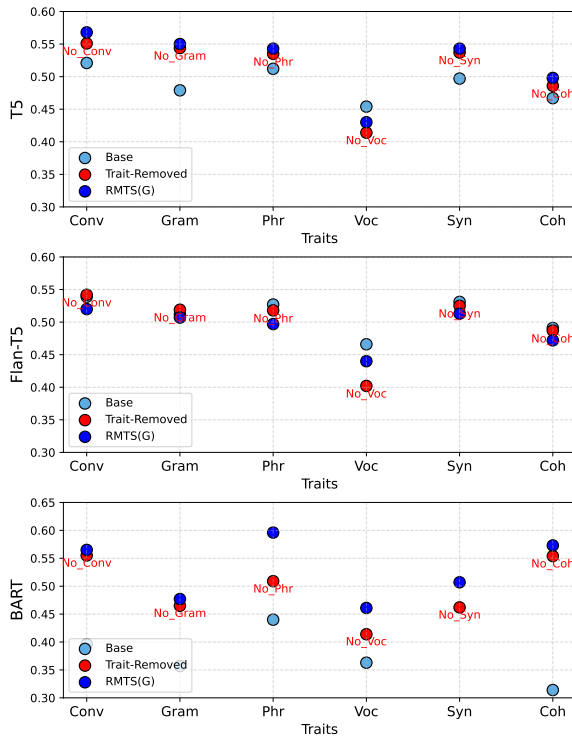 0.60
0.55
0.50
0.45
0.40
0.35
0.30
T5
No_Conv
No_Gram
No_Phr
No_Voc
No_Syn
No_Coh
Base
Trait-Removed
RMTS(G)
Conv Gram Phr Voc Syn Coh
Traits
0.60
0.55
0.50
0.45
0.40
0.35
0.30
Flan-T5
No_Conv
No_Gram
No_Phr
No_Voc
No_Syn
No_Coh
Base
Trait-Removed
RMTS(G)
Conv Gram Phr Voc Syn Coh
Traits
0.65
0.60
0.55
0.50
0.45
0.40
0.35
0.30
BART
No_Conv
No_Gram
No_Phr
No_Voc
No_Syn
No_Coh
Base
Trait-Removed
RMTS(G)
Conv Gram Phr Voc Syn Coh
Traits